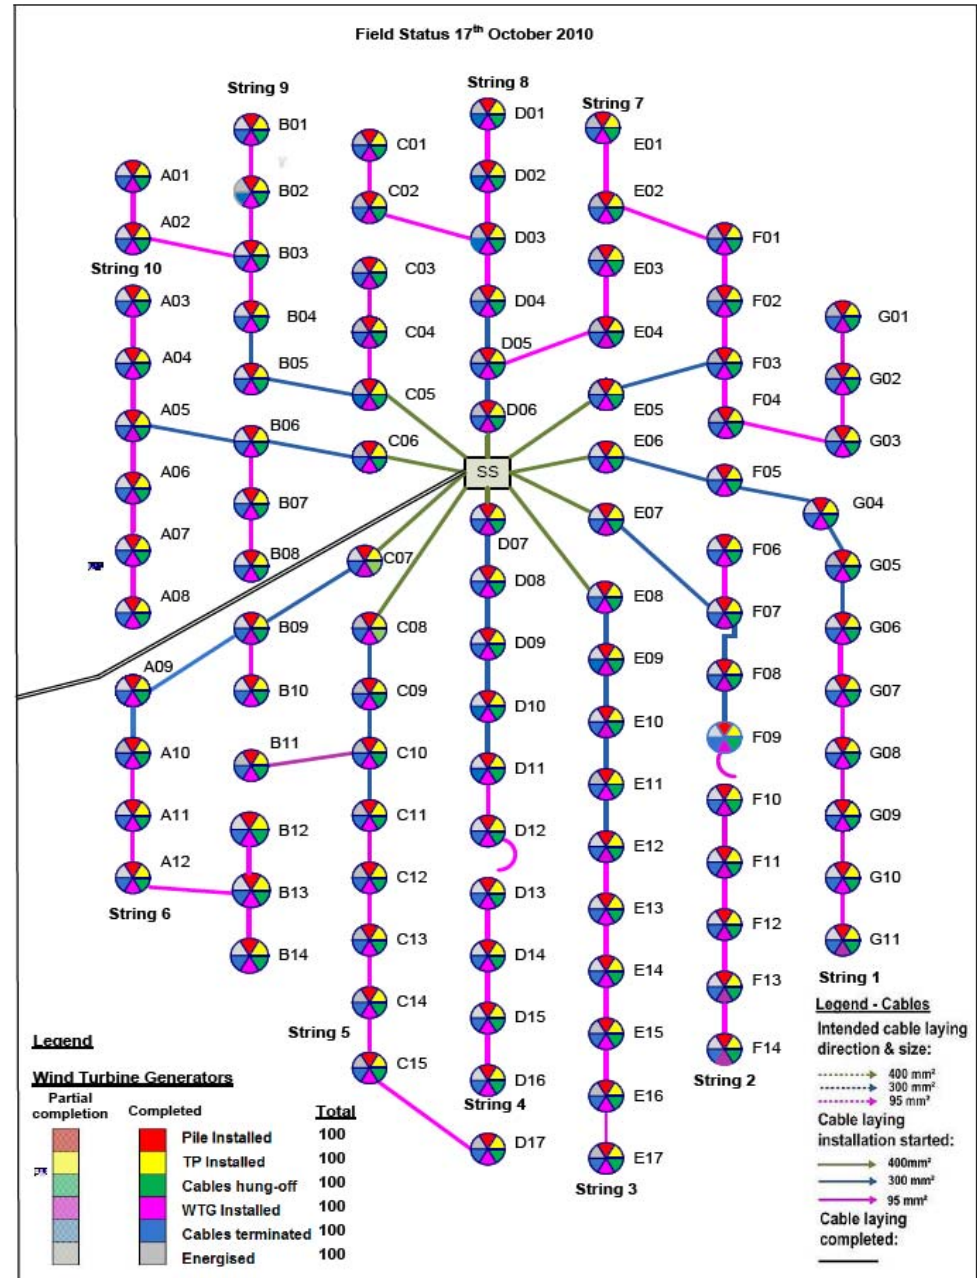 Field Status 17th October 2010
String 9
String 8
String 7
B01
D01
E01
C01
A01
B02
C02
D02
E02
A02
B03
D03
F01
String 10
C03
E03
A03
B04
D04
F02
G01
A04
C04
D05
E04
B05
F03
G02
A05
C05
D06
E05
F04
B06
G03
A06
C06
SS
E06
F05
B07
G04
A07
E07
D07
B08
C07
F06
G05
A08
D08
E08
F07
B09
C08
G06
A09
D09
E09
F08
B10
C09
G07
A10
D10
E10
F09
B11
C10
G08
A11
D11
E11
F10
B12
C11
G09
A12
D12
E12
F11
B13
C12
G10
String 6
D13
E13
F12
B14
C13
G11
D14
E14
F13
String 1
C14
String 5
D15
E15
F14
C15
String 2
D16
E16
String 4
D17
E17
String 3
Legend
Wind Turbine Generators
Partial completion
Completed
Total
Pile Installed 100
TP Installed 100
Cables hung-off 100
WTG Installed 100
Cables terminated 100
Energised 100
Legend - Cables
Intended cable laying
direction & size:
400 mm²
300 mm²
95 mm²
Cable laying
installation started:
400mm²
300 mm²
95 mm²
Cable laying
completed: